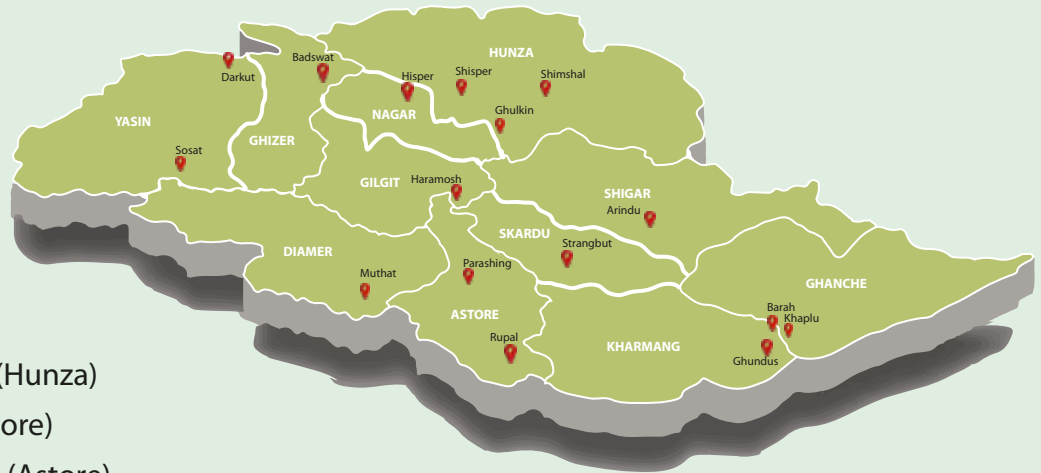 HUNZA
Badswat
Darkut
Hisper
Shisper
Shimshal
Ghulkin
NAGAR
YASIN
GHIZER
Sosat
GILGIT
Haramosh
SHIGAR
Arindu
SKARDU
Strangbut
DIAMER
Muthat
Parashing
GHANCHE
ASTORE
Barah
Khaplu
Rupal
KHARMANG
Ghundus
(Hunza)
ore)
(Astore)